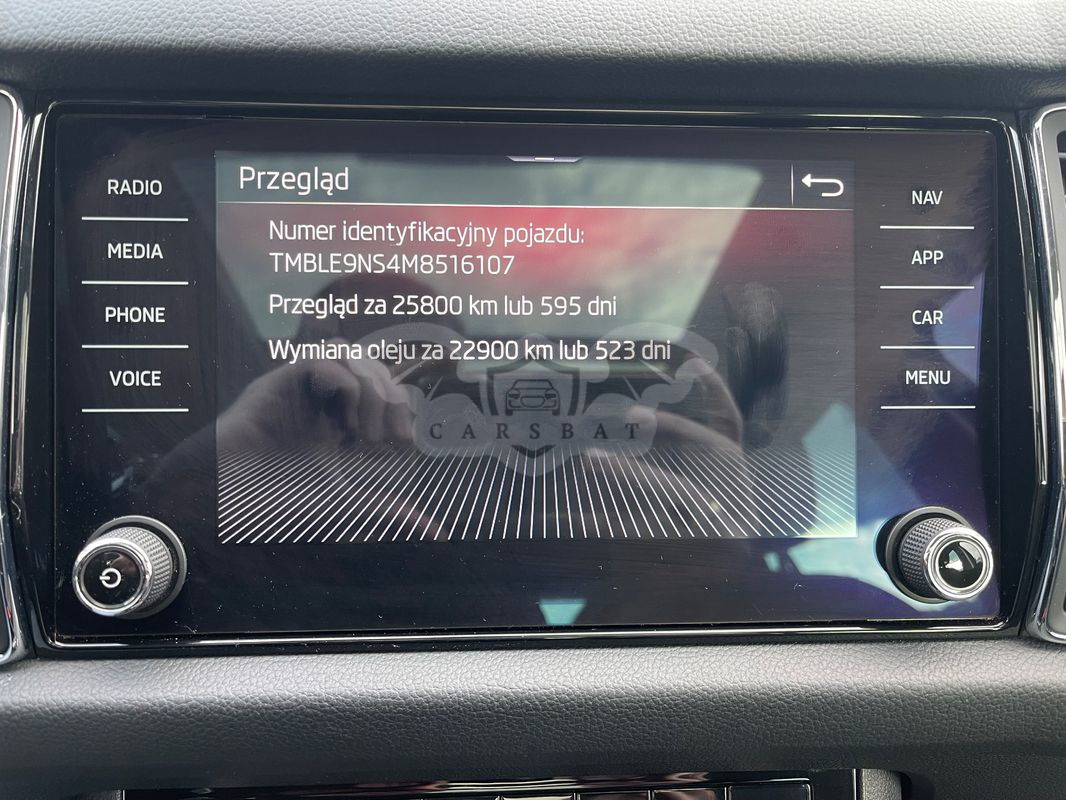 Przegląd
RADIO
MEDIA
PHONE
VOICE
Numer identyfikacyjny pojazdu:
TMBLE9NS4M8516107
Przegląd za 25800 km lub 595 dni
Wymiana oleju za 22900 km lub 523 dni
CARSBAT
NAV
APP
CAR
MENU